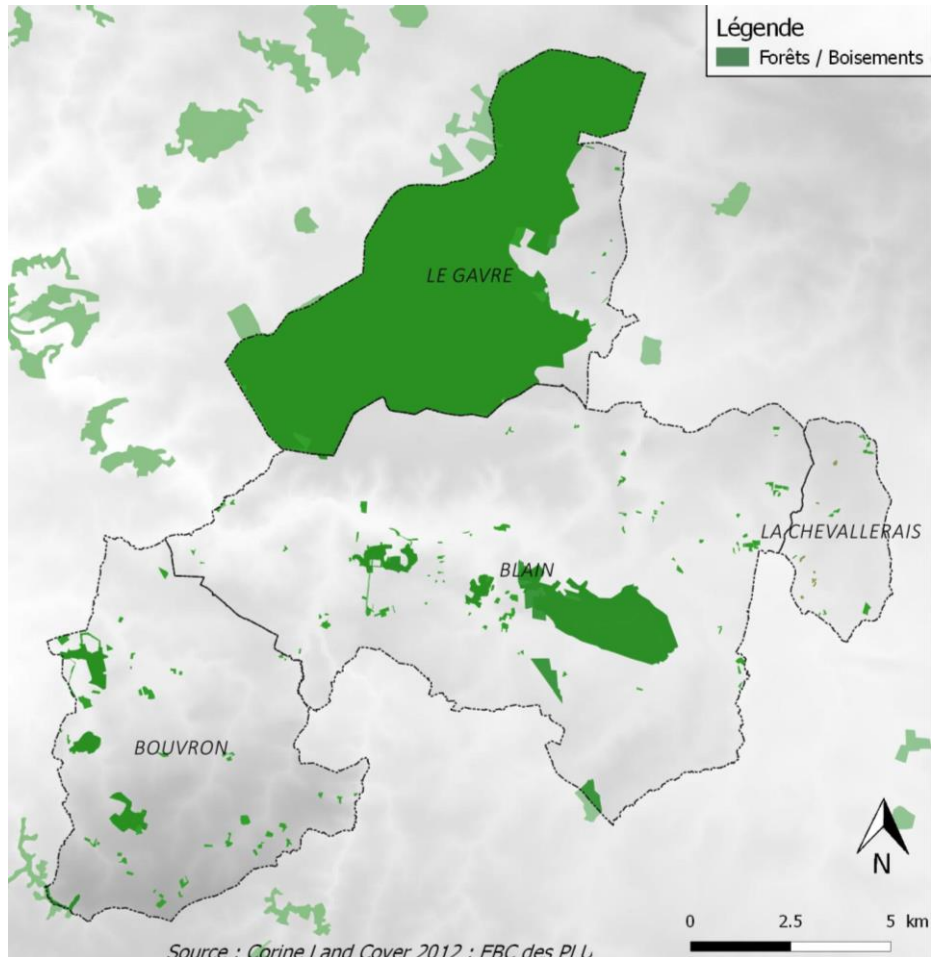 Légende
Forêts / Boisements
LE GAVRE
LA CHEVALLERAIS
BLAIN
BOUVRON
N
0 2.5 5 km
Source : Corine Land Cover 2012 ; EBC des PLU